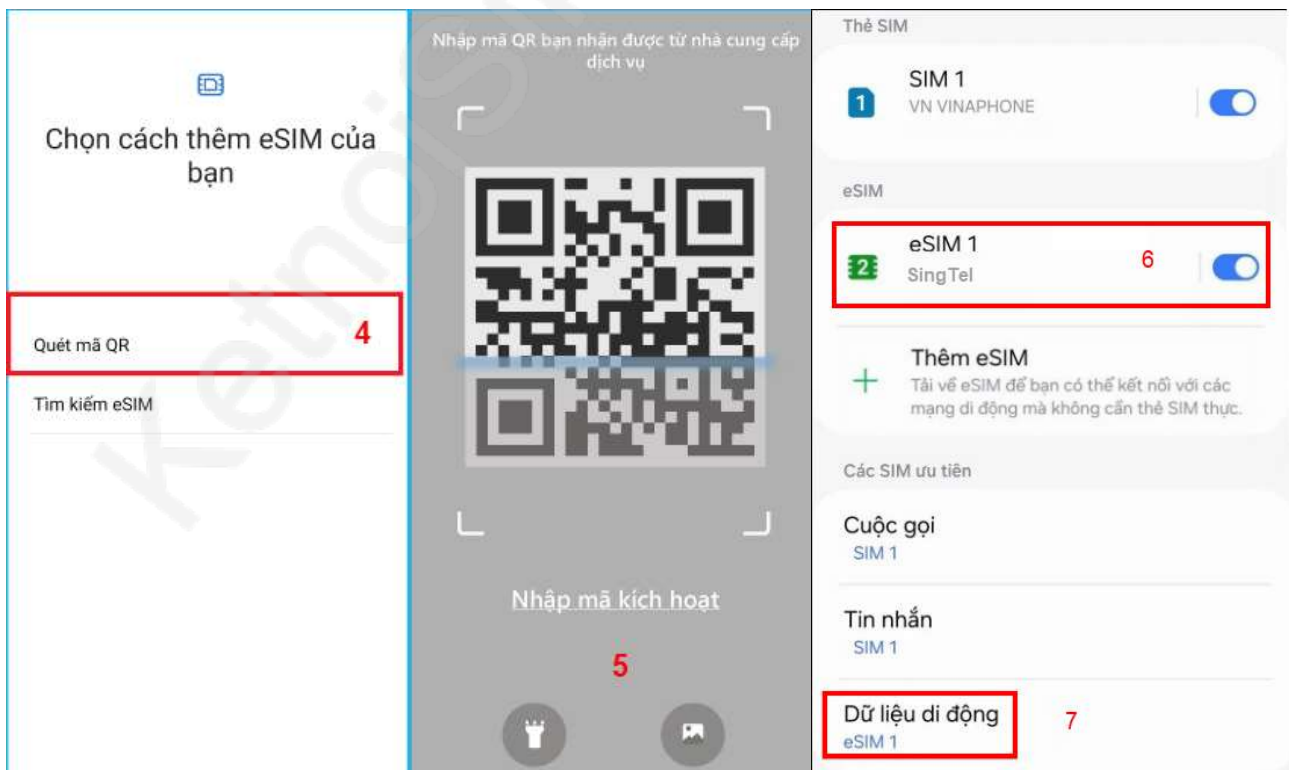 Chọn cách thêm eSIM của
bạn
Quét mã QR
4
Tìm kiếm eSIM
Nhập mã QR bạn nhận được từ nhà cung cấp
dịch vụ
Nhập mã kích hoạt
5
Thẻ SIM
1
SIM 1
VN VINAPHONE
eSIM
2
eSIM 1
SingTel
6
Thêm eSIM
Tải về eSIM để bạn có thể kết nối với các
mạng di động mà không cần thẻ SIM thực.
Các SIM ưu tiên
Cuộc gọi
SIM 1
Tin nhắn
SIM 1
Dữ liệu di động
eSIM 1
7